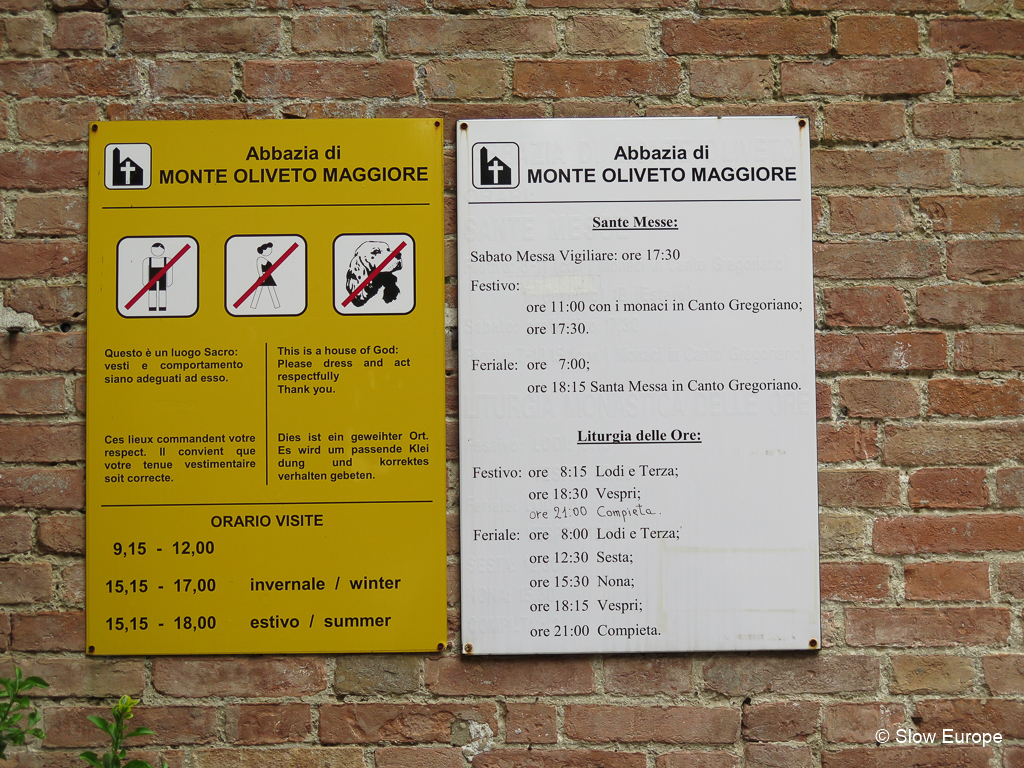 Abbazia di
MONTE OLIVETO MAGGIORE
Questo è un luogo Sacro:
vesti e comportamento
siano adeguati ad esso.
This is a house of God:
Please dress and act
respectfully
Thank you.
Ces lieux commandent votre
respect. Il convient que
votre tenue vestimentaire
soit correcte.
Dies ist ein geweihter Ort.
Es wird um passende Klei
dung und korrektes
verhalten gebeten.
ORARIO VISITE
9,15 - 12,00
15,15 - 17,00 invernale / winter
15,15 - 18,00 estivo / summer
Abbazia di
MONTE OLIVETO MAGGIORE
Sante Messe:
Sabato Messa Vigiliare: ore 17:30
Festivo:
ore 11:00 con i monaci in Canto Gregoriano;
ore 17:30.
Feriale: ore 7:00;
ore 18:15 Santa Messa in Canto Gregoriano.
Liturgia delle Ore:
Festivo: ore 8:15 Lodi e Terza;
ore 18:30 Vespri;
ore 21:00 Compieta.
Feriale: ore 8:00 Lodi e Terza;
ore 12:30 Sesta;
ore 15:30 Nona;
ore 18:15 Vespri;
ore 21:00 Compieta.
© Slow Europe